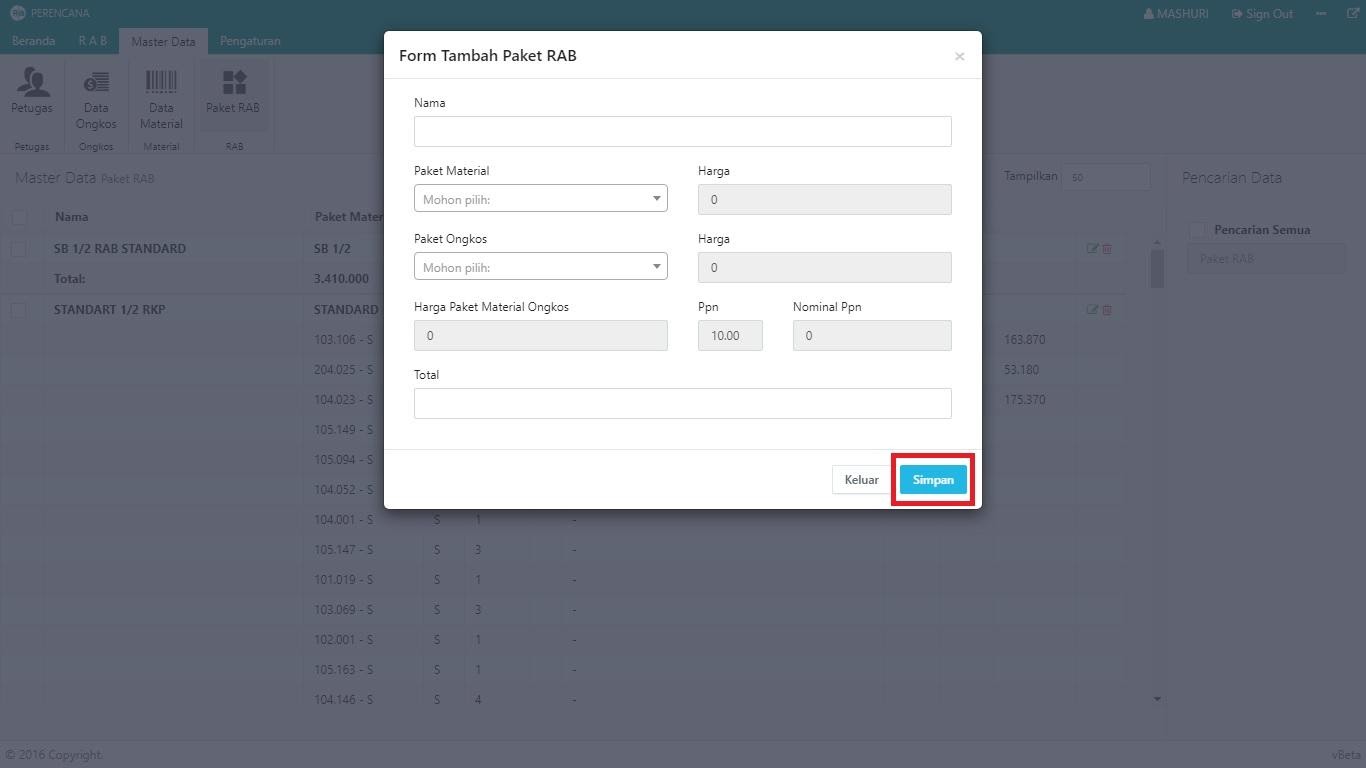 PERENCANA
MASHURI
Sign Out
Beranda
R A B
Master Data
Pengaturan
Petugas
Data Ongkos
Data Material
Paket RAB
Petugas
Ongkos
Material
RAB
Master Data Paket RAB
Tampilkan 50
Pencarian Data
Nama
Paket Mater
Pencarian Semua
Paket RAB
SB 1/2 RAB STANDARD
SB 1/2
Total:
3.410.000
STANDART 1/2 RKP
STANDARD
103.106 - S
163.870
204.025 - S
53.180
104.023 - S
175.370
105.149 - S
105.094 - S
104.052 - S
104.001 - S S 1 -
105.147 - S S 3 -
101.019 - S S 1 -
103.069 - S S 3 -
102.001 - S S 1 -
105.163 - S S 1 -
104.146 - S S 4 -
Form Tambah Paket RAB
×
Nama
Paket Material
Harga
Mohon pilih:
0
Paket Ongkos
Harga
Mohon pilih:
0
Harga Paket Material Ongkos
Ppn
Nominal Ppn
0
10.00
0
Total
Keluar
Simpan
© 2016 Copyright.
vBeta